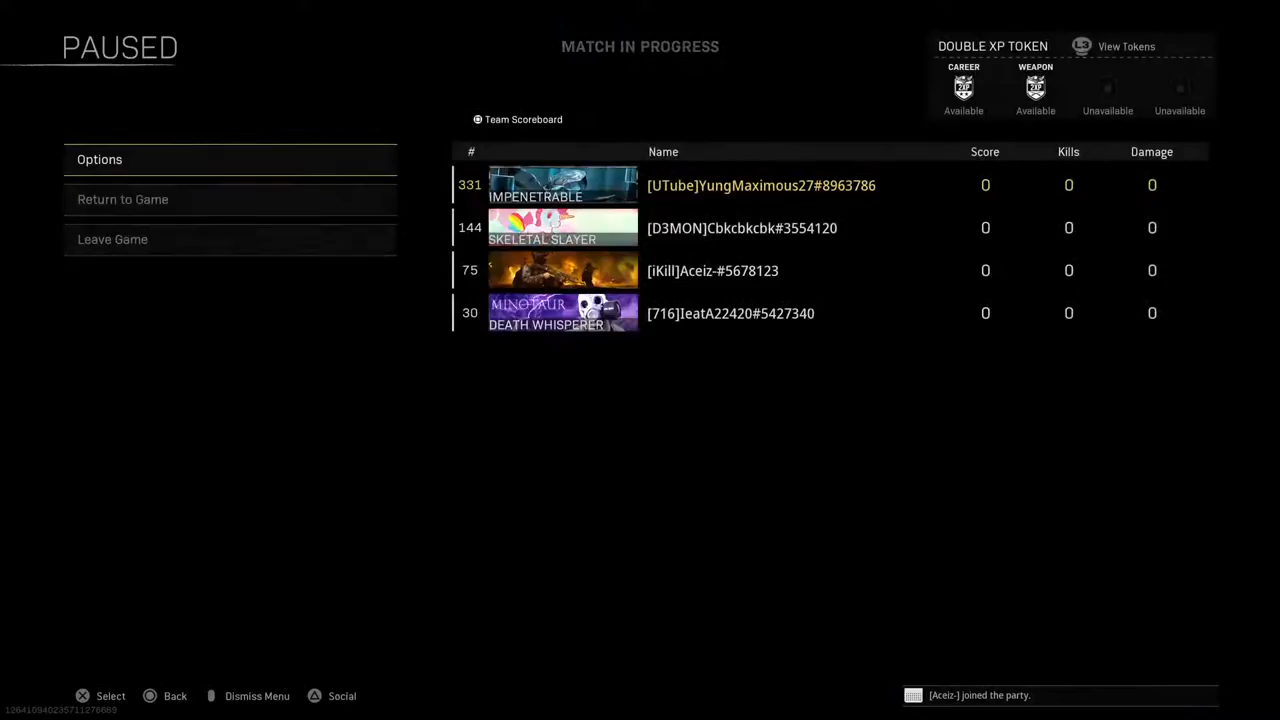 PAUSED
MATCH IN PROGRESS
DOUBLE XP TOKEN L3 View Tokens
CAREER WEAPON
2XP 2XP
Available Available Unavailable Unavailable
Team Scoreboard
Options
Return to Game
Leave Game
# Name Score Kills Damage
331 IMPENETRABLE [UTube]YungMaximous27#8963786 0 0 0
144 SKELETAL SLAYER [D3MON]Cbkcbkcbk#3554120 0 0 0
75 [iKill]Aceiz-#5678123 0 0 0
30 MINOTAUR DEATH WHISPERER [716]IeatA22420#5427340 0 0 0
Select Back Dismiss Menu Social
[Aceiz-] joined the party.